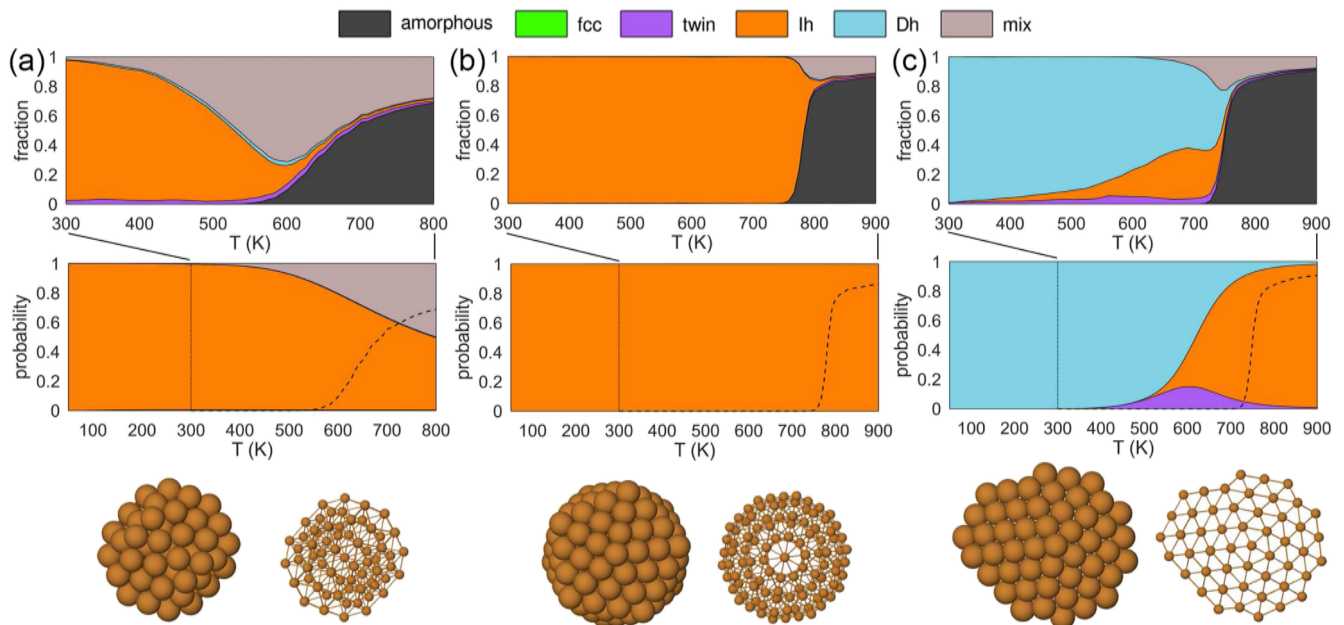 amorphous fcc twin Ih Dh mix
(a) (b) (c)
fraction fraction fraction
1 0.8 0.6 0.4 0.2 0
1 0.8 0.6 0.4 0.2 0
1 0.8 0.6 0.4 0.2 0
300 400 500 600 700 800
300 400 500 600 700 800 900
300 400 500 600 700 800 900
T (K) T (K) T (K)
probability probability probability
1 0.8 0.6 0.4 0.2 0
1 0.8 0.6 0.4 0.2 0
1 0.8 0.6 0.4 0.2 0
100 200 300 400 500 600 700 800
100 200 300 400 500 600 700 800 900
100 200 300 400 500 600 700 800 900
T (K) T (K) T (K)